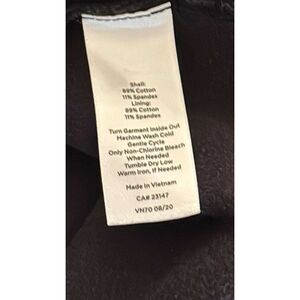 Shell:
89% Cotton
11% Spandex
Lining:
89% Cotton
11% Spandex
Turn Garment Inside Out
Machine Wash Cold
Gentle Cycle
Only Non-Chlorine Bleach
When Needed
Tumble Dry Low
Warm Iron, If Needed
Made in Vietnam
CA# 23147
VN70 08/20